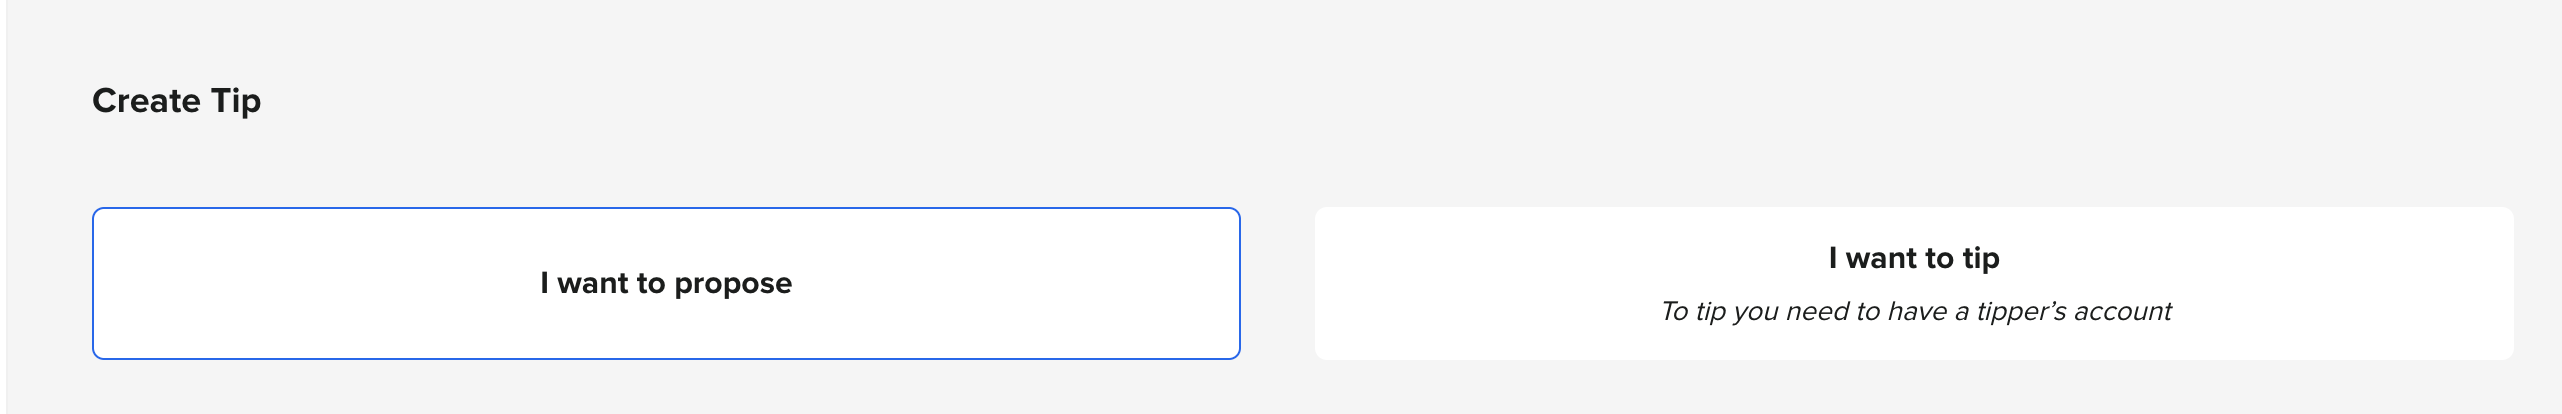 Create Tip
I want to propose
I want to tip
To tip you need to have a tipper’s account